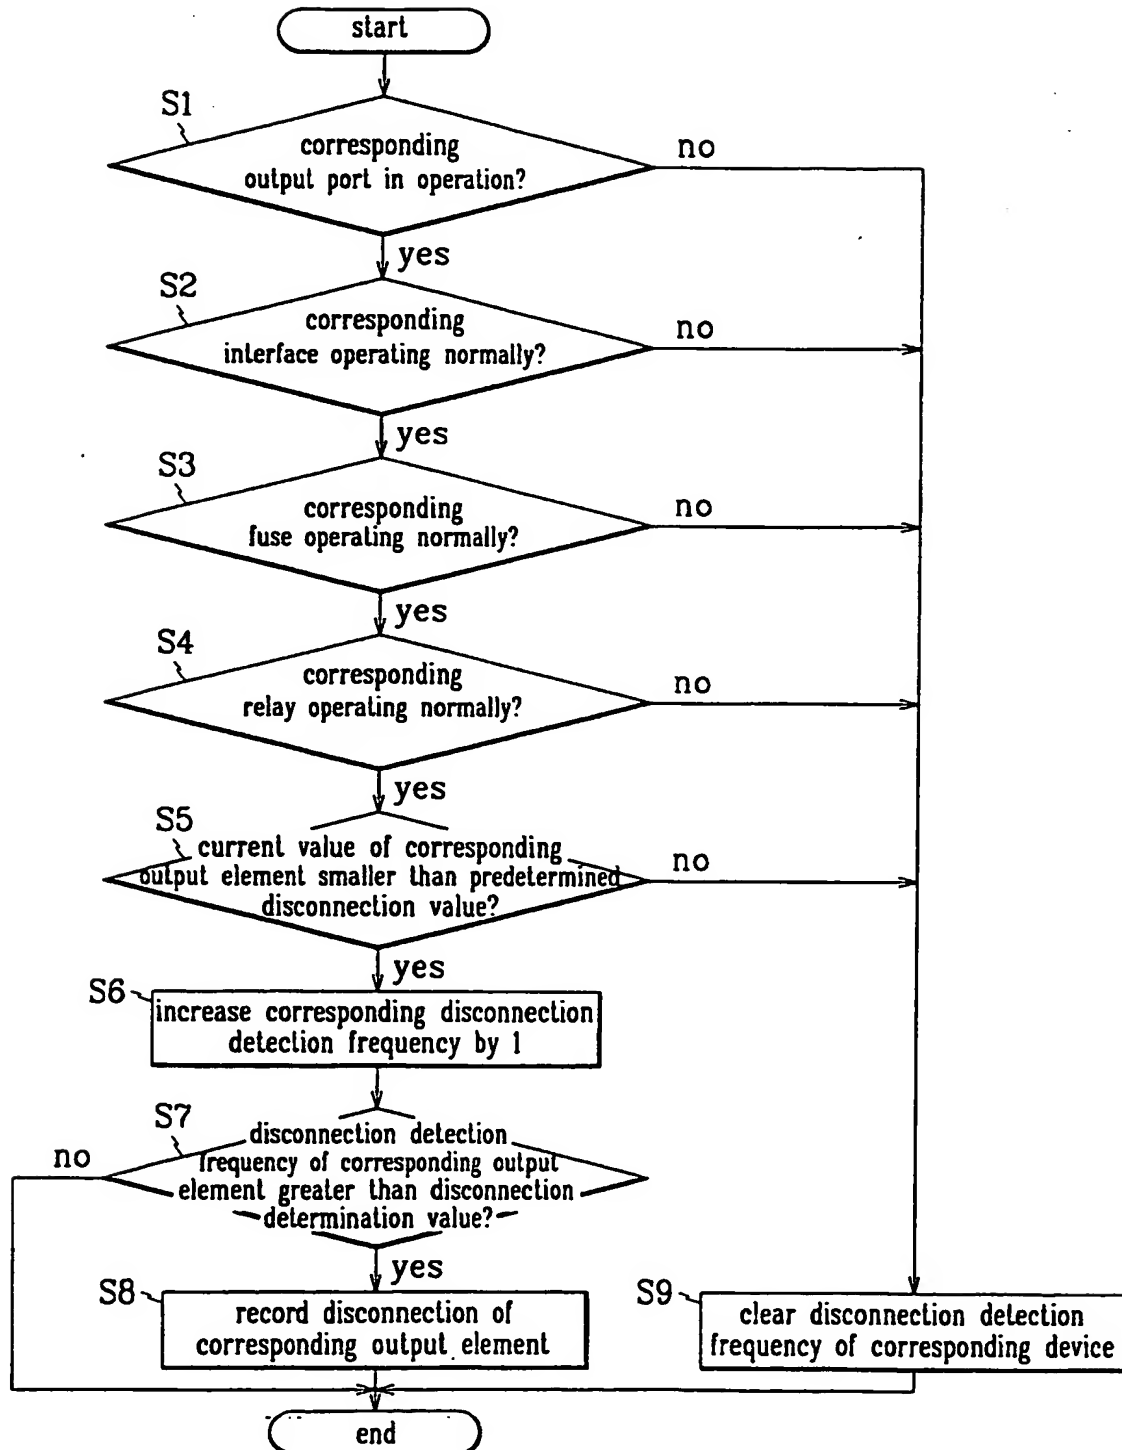 start
S1
corresponding
output port in operation?
no
yes
S2
corresponding
interface operating normally?
no
yes
S3
corresponding
fuse operating normally?
no
yes
S4
corresponding
relay operating normally?
no
yes
S5
current value of corresponding
output element smaller than predetermined
disconnection value?
no
yes
S6
increase corresponding disconnection
detection frequency by 1
S7
disconnection detection
frequency of corresponding output
element greater than disconnection
determination value?
no
yes
S8
record disconnection of
corresponding output element
S9
clear disconnection detection
frequency of corresponding device
end